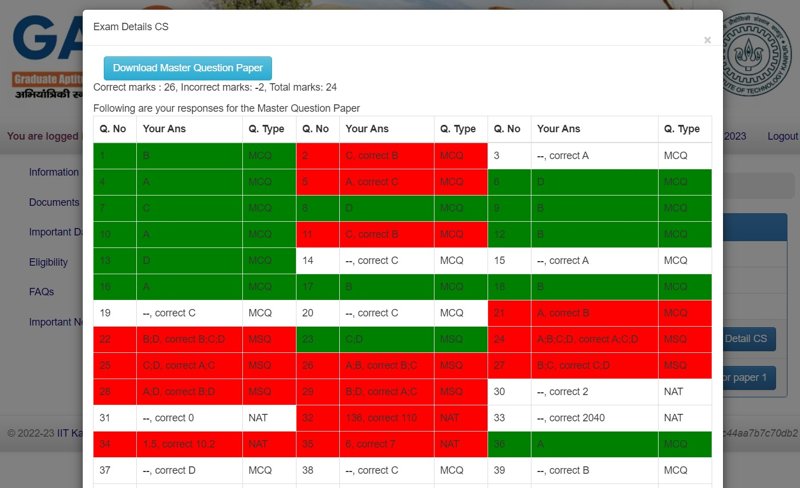 GA
Graduate Aptitu
अभियांत्रिकी स्न
TE OF TECHNOLOGY KANPUR
You are logged
2023 Logout
Information
Documents
Important Da
Eligibility
FAQs
Important No
Detail CS
or paper 1
© 2022-23 IIT Ka
c44aa7b7c70db2
Exam Details CS
×
Download Master Question Paper
Correct marks : 26, Incorrect marks: -2, Total marks: 24
Following are your responses for the Master Question Paper
Q. No Your Ans Q. Type Q. No Your Ans Q. Type Q. No Your Ans Q. Type
1 B MCQ 2 C, correct B MCQ 3 --, correct A MCQ
4 A MCQ 5 A, correct C MCQ 6 D MCQ
7 C MCQ 8 D MCQ 9 B MCQ
10 A MCQ 11 C, correct B MCQ 12 B MCQ
13 D MCQ 14 --, correct C MCQ 15 --, correct A MCQ
16 A MCQ 17 B MCQ 18 B MCQ
19 --, correct C MCQ 20 --, correct C MCQ 21 A, correct B MCQ
22 B;D, correct B;C;D MSQ 23 C;D MSQ 24 A;B;C;D, correct A;C;D MSQ
25 C;D, correct A;C MSQ 26 A;B, correct B;C MSQ 27 B;C, correct C;D MSQ
28 A;D, correct B;D MSQ 29 B;D, correct A;C MSQ 30 --, correct 2 NAT
31 --, correct 0 NAT 32 136, correct 110 NAT 33 --, correct 2040 NAT
34 1.5, correct 10.2 NAT 35 6, correct 7 NAT 36 A MCQ
37 --, correct D MCQ 38 --, correct C MCQ 39 --, correct B MCQ